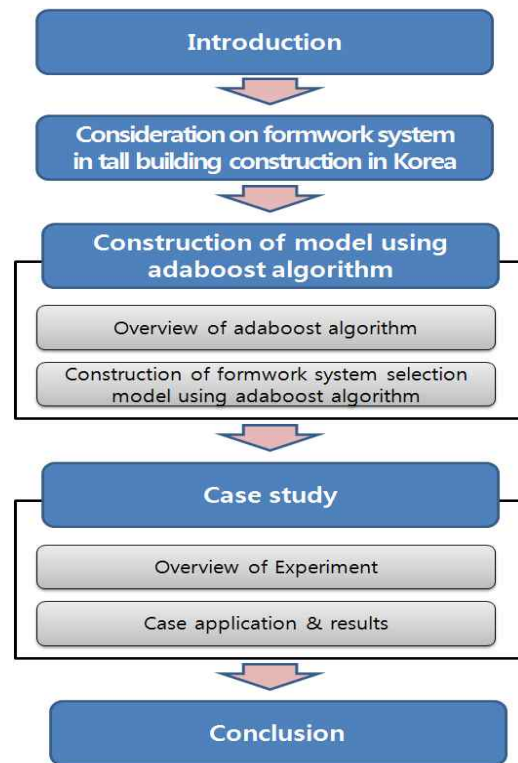 Introduction
Consideration on formwork system
in tall building construction in Korea
Construction of model using
adaboost algorithm
Overview of adaboost algorithm
Construction of formwork system selection
model using adaboost algorithm
Case study
Overview of Experiment
Case application & results
Conclusion